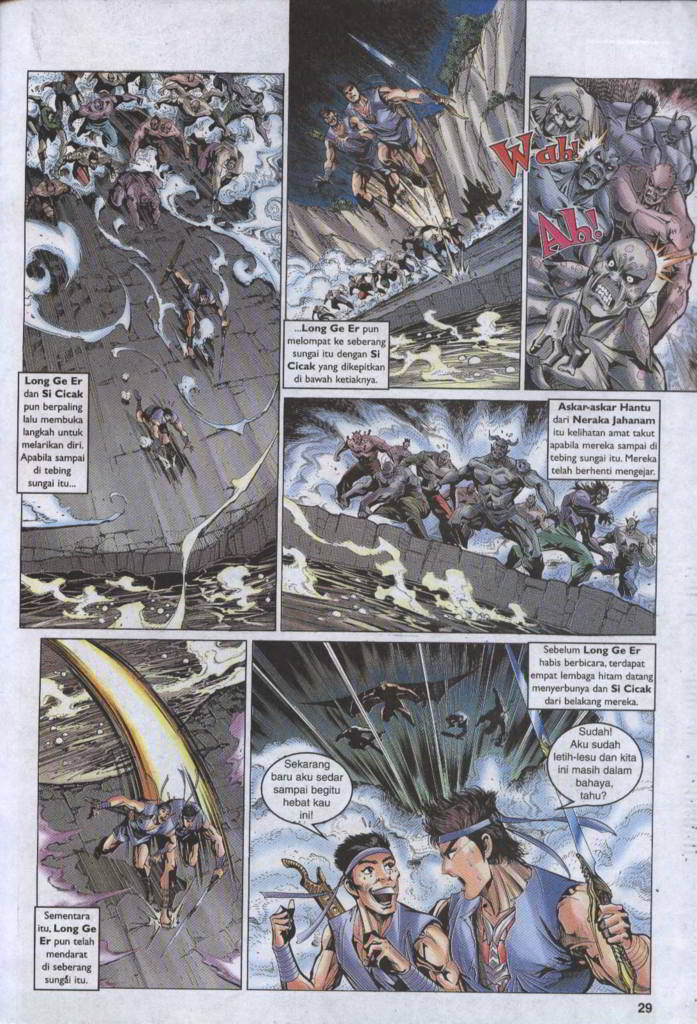 Long Ge Er
dan Si Cicak
pun berpaling
lalu membuka
langkah untuk
melarikan diri.
Apabila sampai
di tebing
sungai itu...
...Long Ge Er pun
melompat ke seberang
sungai itu dengan Si
Cicak yang dikepitkan
di bawah ketiaknya.
Wah!
Ah!
Askar-askar Hantu
dari Neraka Jahanam
itu kelihatan amat takut
apabila mereka sampai di
tebing sungai itu. Mereka
telah berhenti mengejar.
Sementara
itu, Long Ge
Er pun telah
mendarat
di seberang
sungai itu.
Sebelum Long Ge Er
habis berbicara, terdapat
empat lembaga hitam datang
menyerbunya dan Si Cicak
dari belakang mereka.
Sekarang
baru aku sedar
sampai begitu
hebat kau
ini!
Sudah!
Aku sudah
letih-lesu dan kita
ini masih dalam
bahaya,
tahu?
29